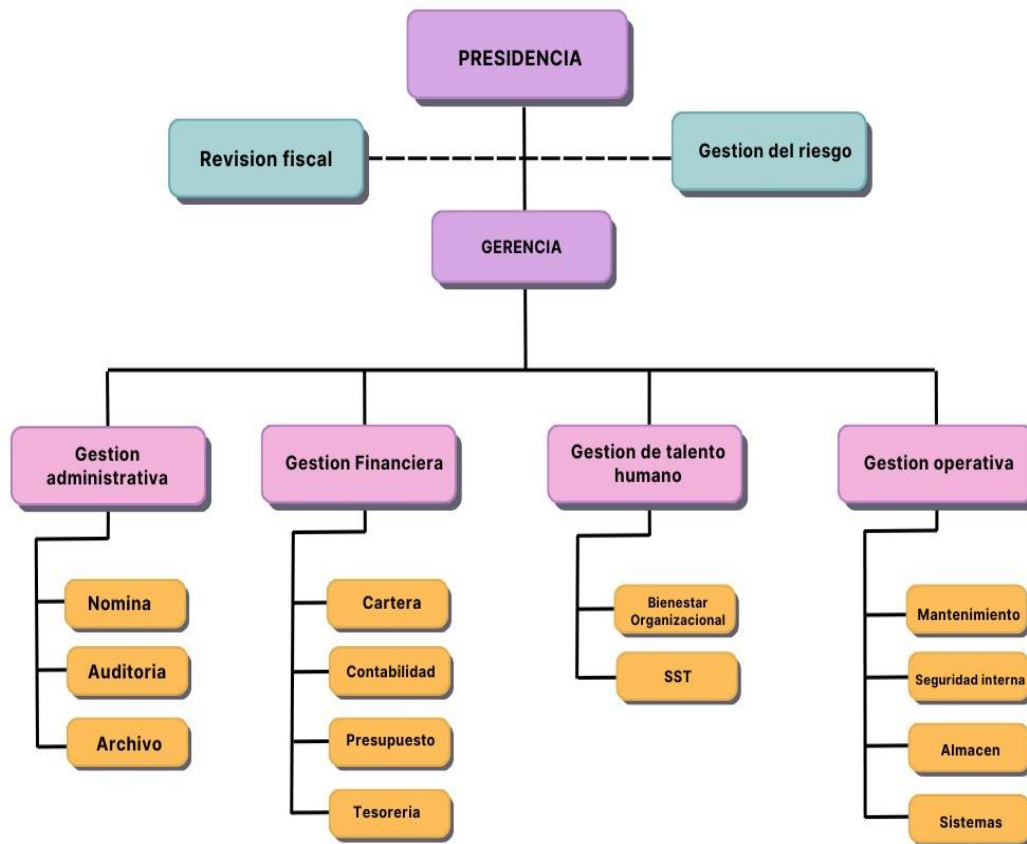 PRESIDENCIA
Revision fiscal
Gestion del riesgo
GERENCIA
Gestion
administrativa
Gestion Financiera
Gestion de talento
humano
Gestion operativa
Nomina
Auditoria
Archivo
Cartera
Contabilidad
Presupuesto
Tesoreria
Bienestar
Organizacional
SST
Mantenimiento
Seguridad interna
Almacen
Sistemas